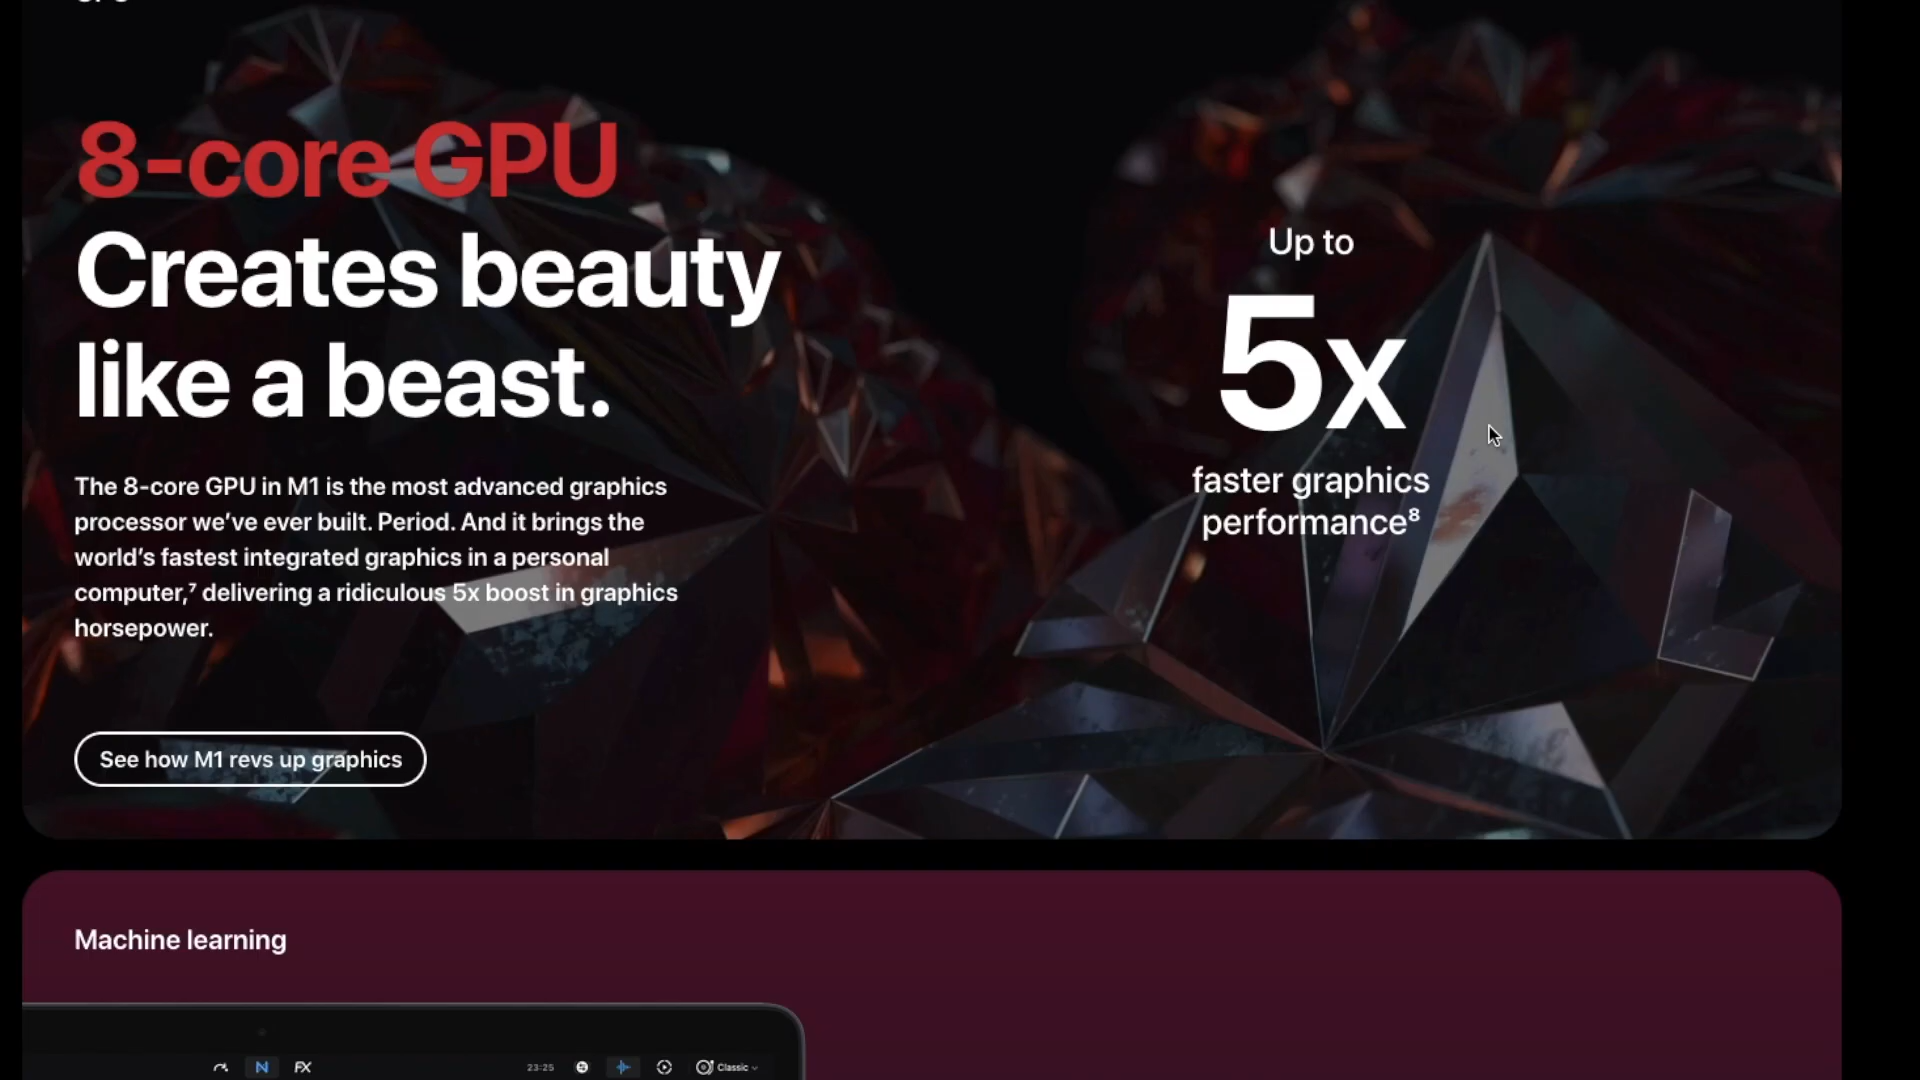 8-core GPU
Creates beauty
like a beast.
The 8-core GPU in M1 is the most advanced graphics
processor we’ve ever built. Period. And it brings the
world’s fastest integrated graphics in a personal
computer,⁷ delivering a ridiculous 5x boost in graphics
horsepower.
See how M1 revs up graphics
Up to
5x
faster graphics
performance⁸
Machine learning
FX
23:25
Classic